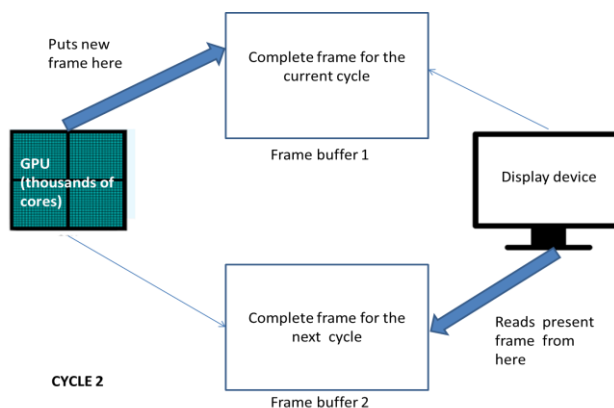 Puts new
frame here
Complete frame for the
current cycle
Frame buffer 1
GPU
(thousands of
cores)
Display device
Complete frame for the
next cycle
Reads present
frame from
here
CYCLE 2
Frame buffer 2